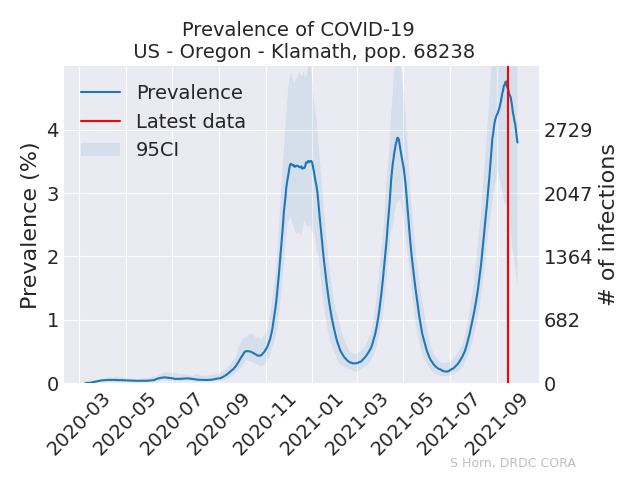 Prevalence of COVID-19
US - Oregon - Klamath, pop. 68238
Prevalence
Latest data
95CI
Prevalence (%)
4
3
2
1
0
# of infections
2729
2047
1364
682
0
2020-03
2020-05
2020-07
2020-09
2020-11
2021-01
2021-03
2021-05
2021-07
2021-09
S Horn, DRDC CORA